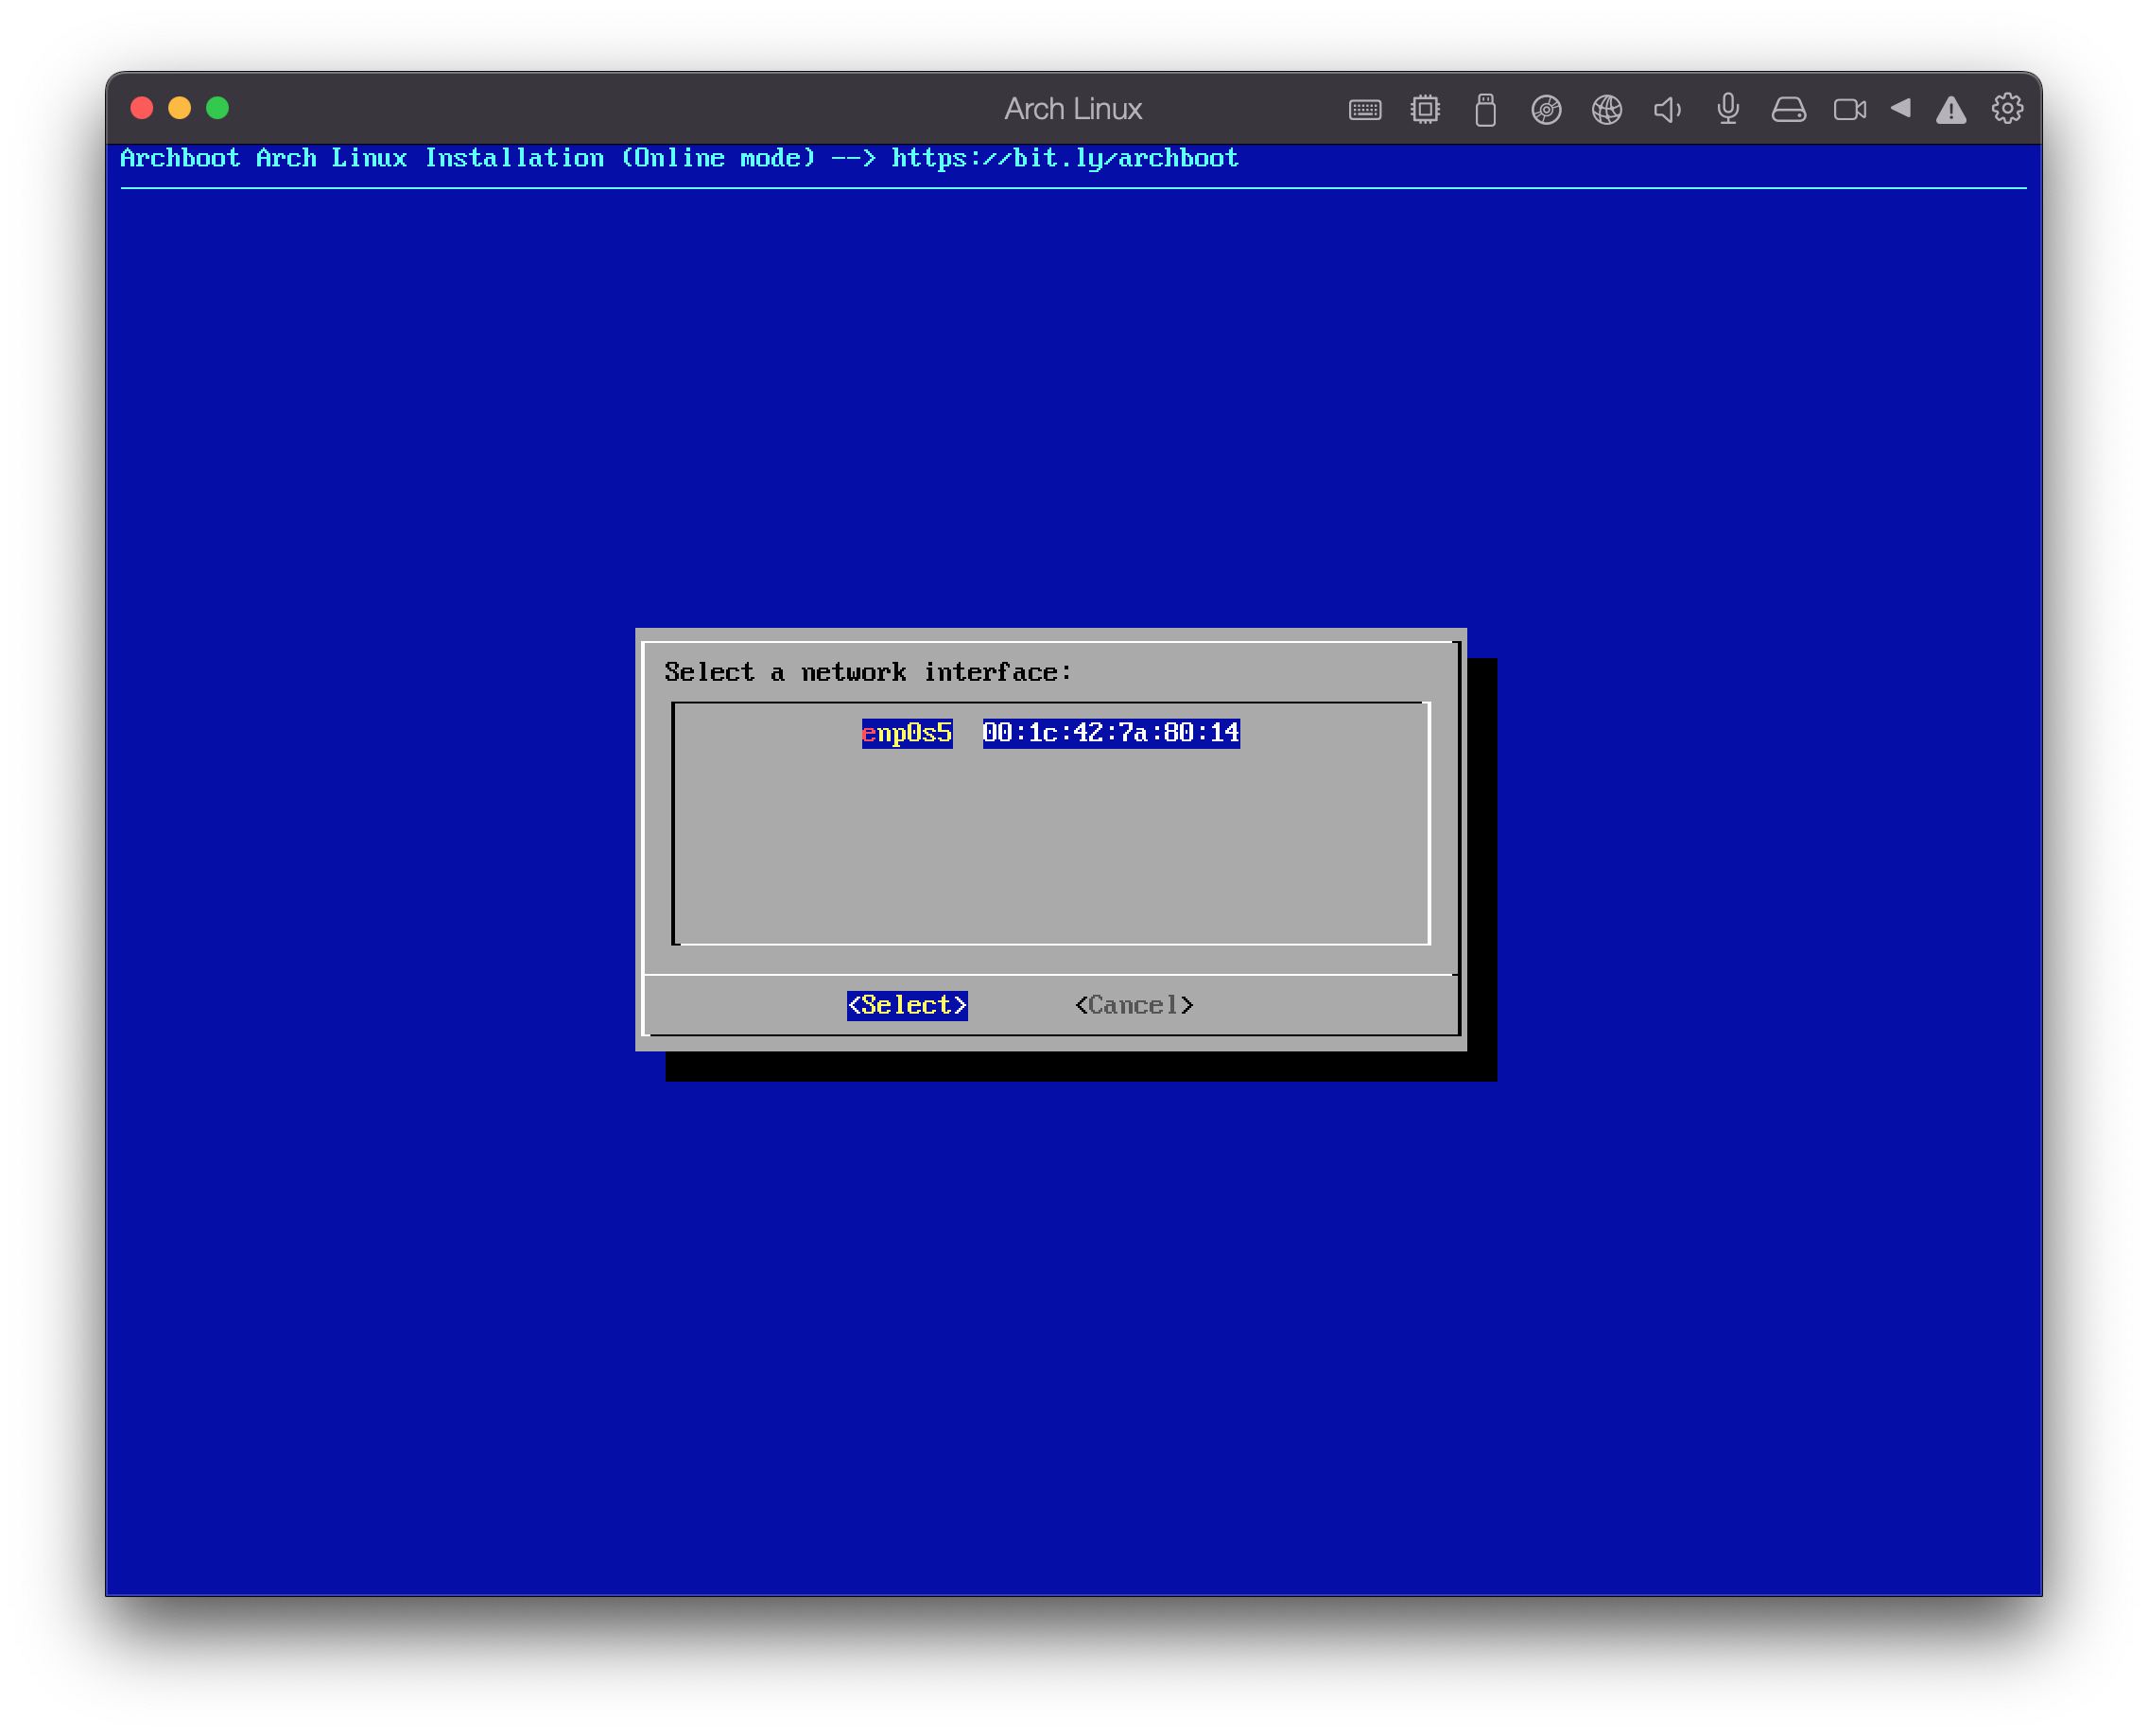 Arch Linux
Archboot Arch Linux Installation (Online mode) --> https://bit.ly/archboot
Select a network interface:
enp0s5  00:1c:42:7a:80:14
<Select>  <Cancel>